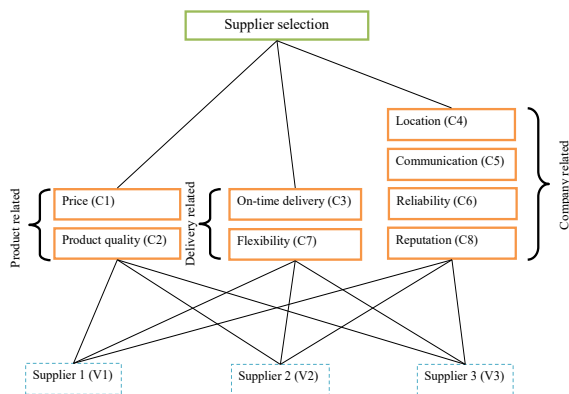 Supplier selection
Location (C4)
Communication (C5)
Price (C1)
On-time delivery (C3)
Reliability (C6)
Product quality (C2)
Flexibility (C7)
Reputation (C8)
Product related
Delivery related
Company related
Supplier 1 (V1)
Supplier 2 (V2)
Supplier 3 (V3)